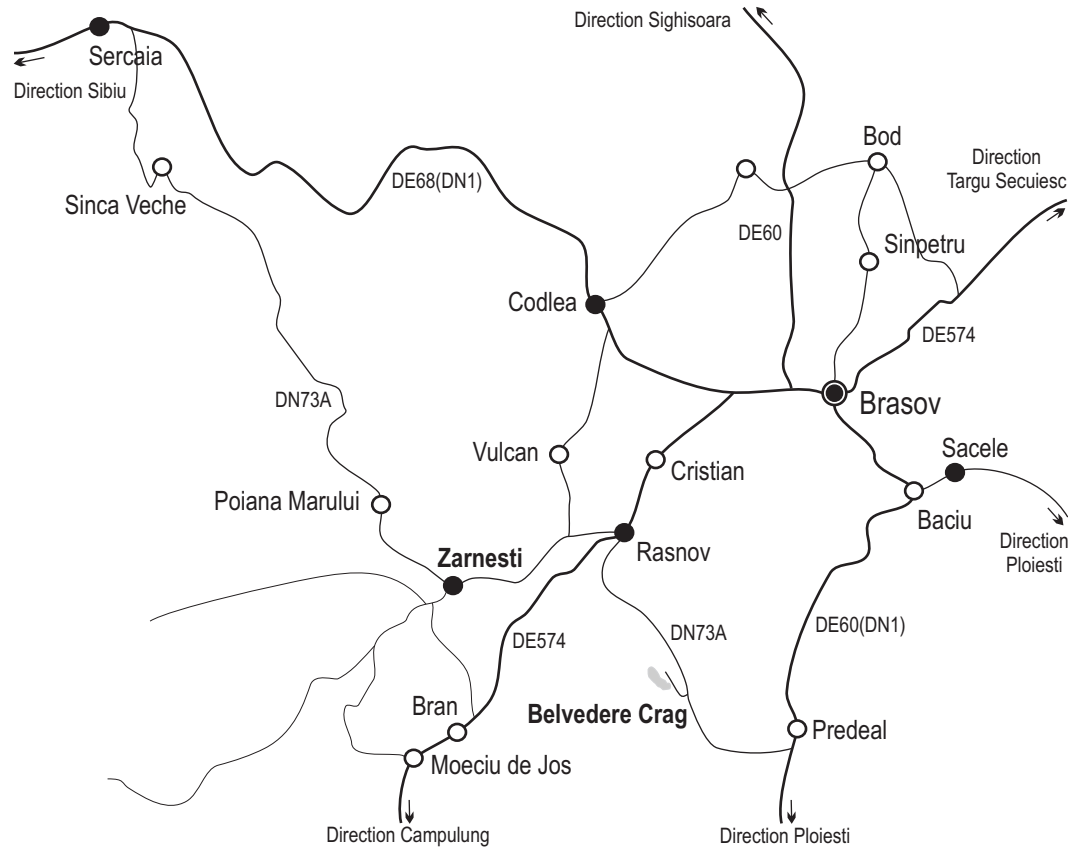 Direction Sighisoara
Sercaia
Direction Sibiu
Bod
Direction
Targu Secuiesc
DE68(DN1)
Sinca Veche
DE60
Sinpetru
Codlea
DE574
DN73A
Brasov
Vulcan
Cristian
Sacele
Poiana Marului
Baciu
Zarnesti
Rasnov
Direction
Ploiesti
DE574
DN73A
DE60(DN1)
Bran
Belvedere Crag
Predeal
Moeciu de Jos
Direction Campulung
Direction Ploiesti